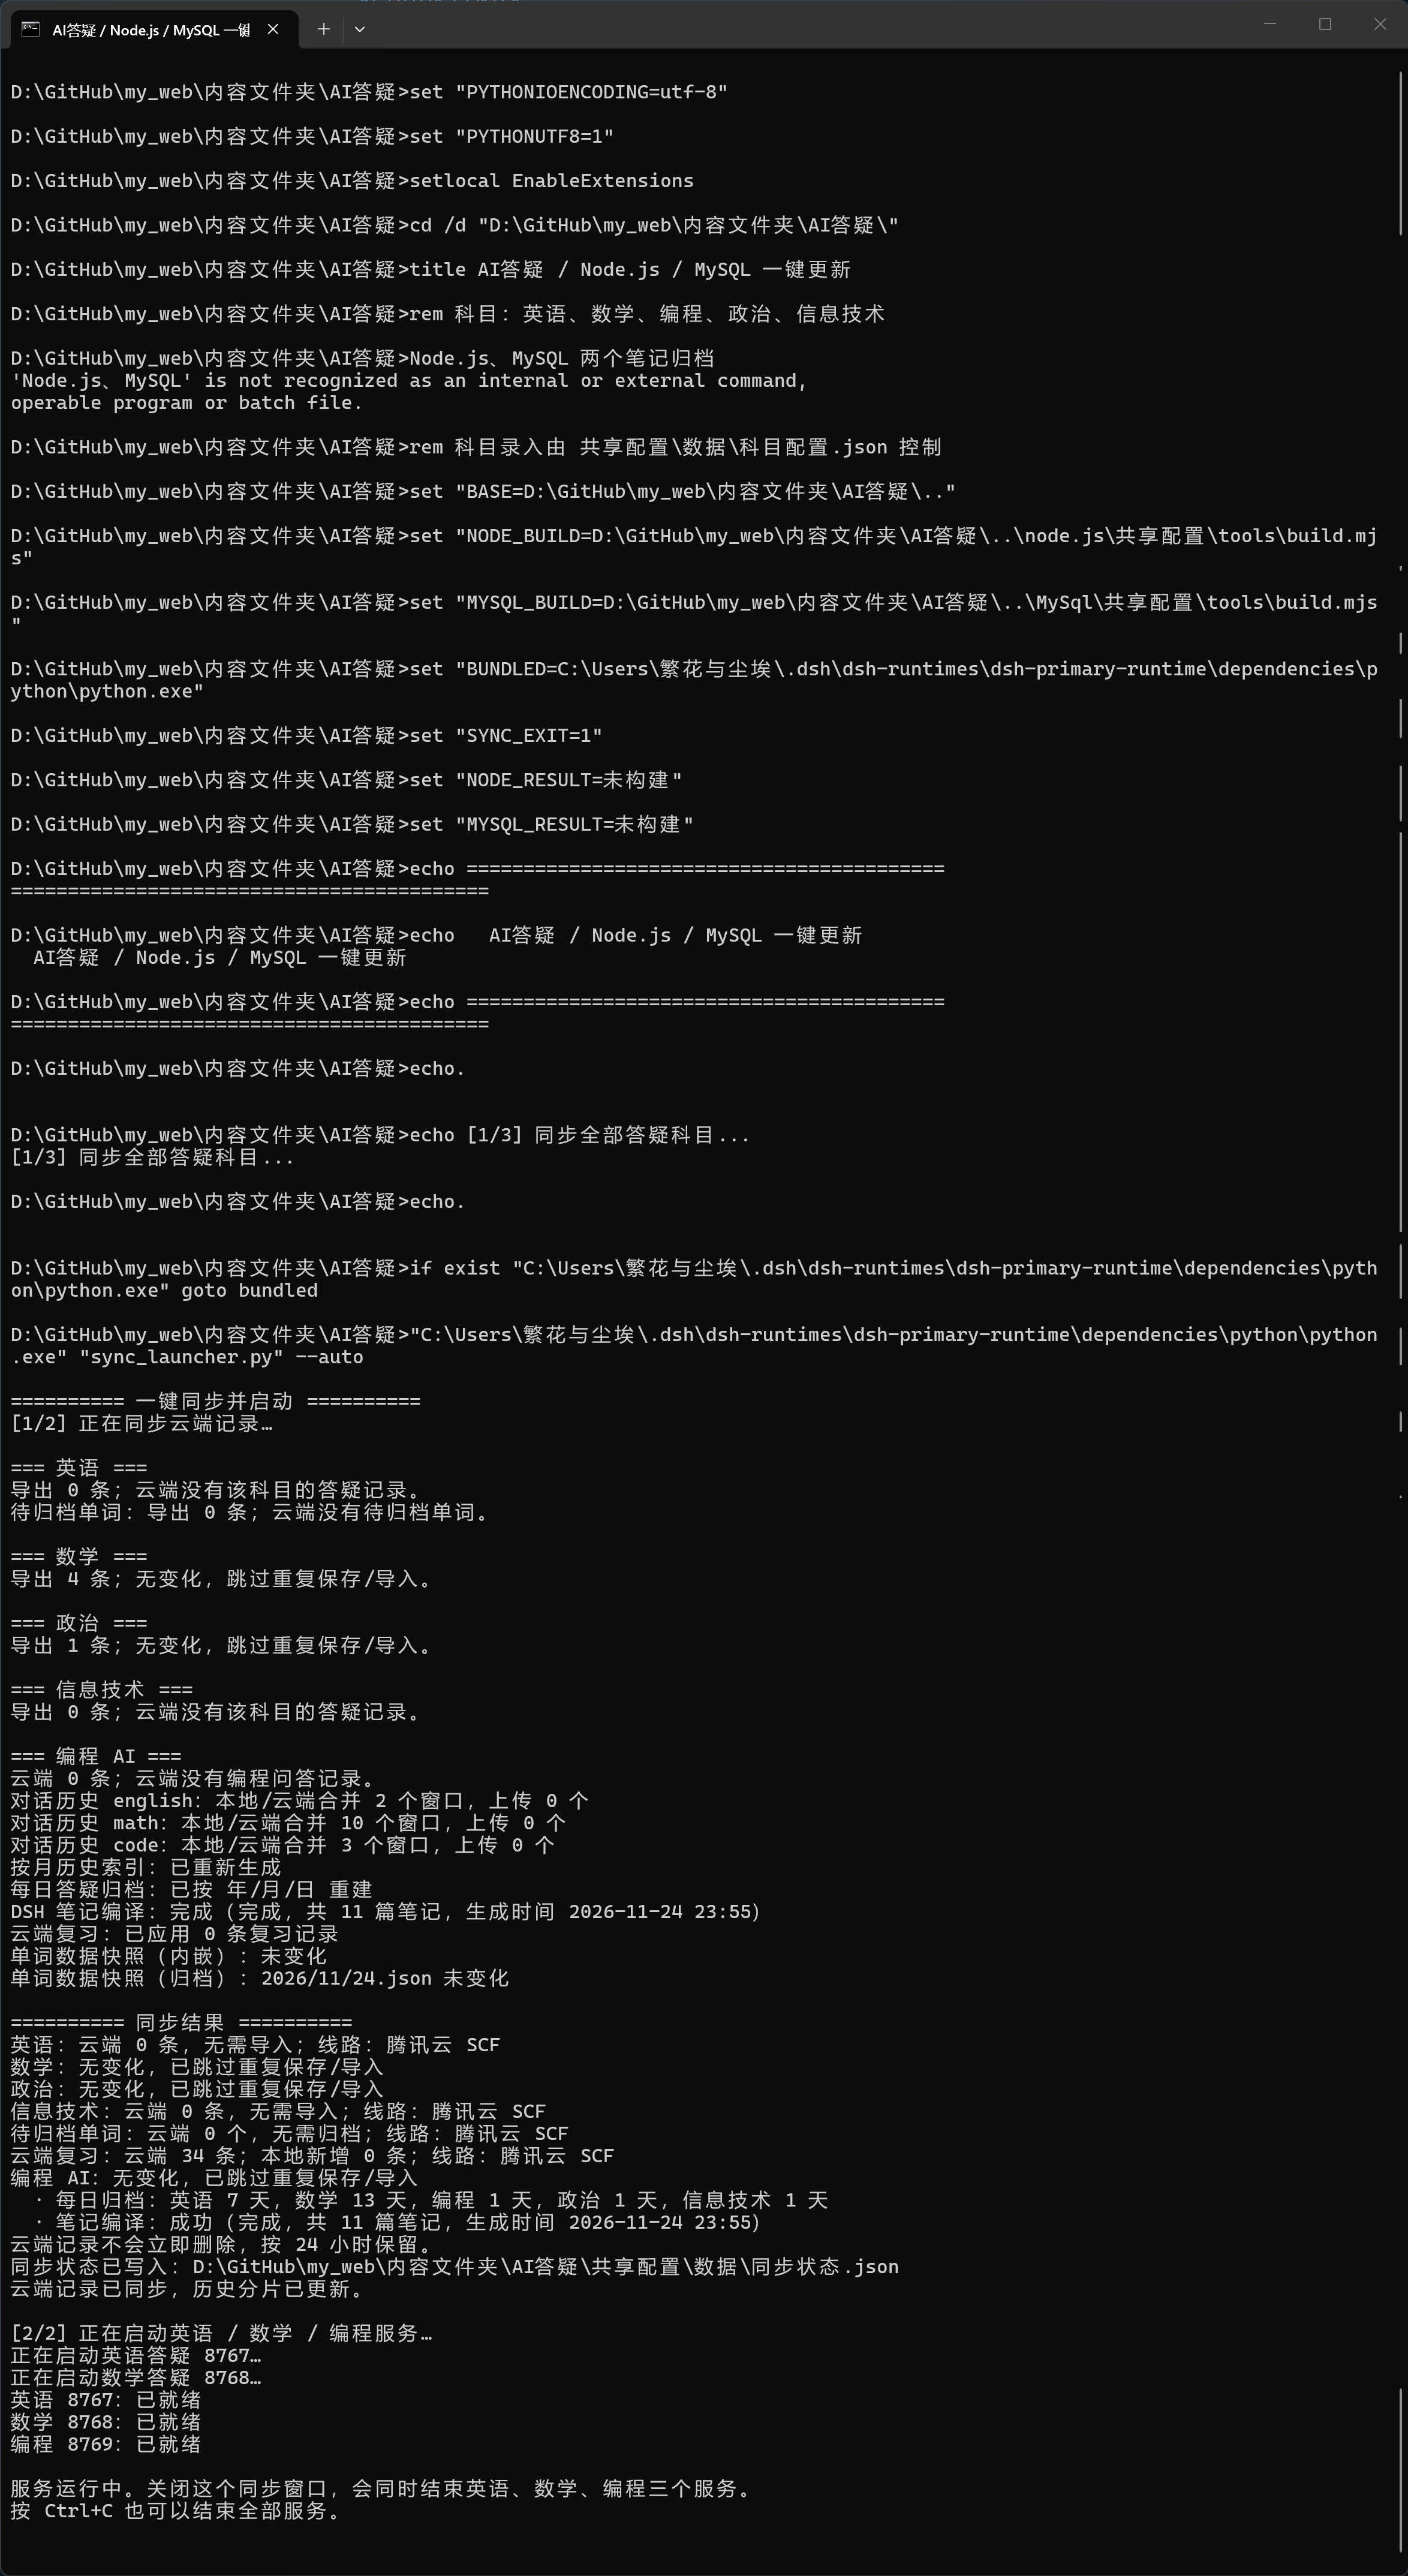 AI答疑 / Node.js / MySQL 一键
D:\GitHub\my_web\内容文件夹\AI答疑>set "PYTHONIOENCODING=utf-8"
D:\GitHub\my_web\内容文件夹\AI答疑>set "PYTHONUTF8=1"
D:\GitHub\my_web\内容文件夹\AI答疑>setlocal EnableExtensions
D:\GitHub\my_web\内容文件夹\AI答疑>cd /d "D:\GitHub\my_web\内容文件夹\AI答疑\"
D:\GitHub\my_web\内容文件夹\AI答疑>title AI答疑 / Node.js / MySQL 一键更新
D:\GitHub\my_web\内容文件夹\AI答疑>rem 科目：英语、数学、编程、政治、信息技术
D:\GitHub\my_web\内容文件夹\AI答疑>Node.js、MySQL 两个笔记归档
'Node.js、MySQL' is not recognized as an internal or external command,
operable program or batch file.
D:\GitHub\my_web\内容文件夹\AI答疑>rem 科目录入由 共享配置\数据\科目配置.json 控制
D:\GitHub\my_web\内容文件夹\AI答疑>set "BASE=D:\GitHub\my_web\内容文件夹\AI答疑\.."
D:\GitHub\my_web\内容文件夹\AI答疑>set "NODE_BUILD=D:\GitHub\my_web\内容文件夹\AI答疑\..\node.js\共享配置\tools\build.mj
s"
D:\GitHub\my_web\内容文件夹\AI答疑>set "MYSQL_BUILD=D:\GitHub\my_web\内容文件夹\AI答疑\..\MySql\共享配置\tools\build.mjs
"
D:\GitHub\my_web\内容文件夹\AI答疑>set "BUNDLED=C:\Users\繁花与尘埃\.dsh\dsh-runtimes\dsh-primary-runtime\dependencies\p
ython\python.exe"
D:\GitHub\my_web\内容文件夹\AI答疑>set "SYNC_EXIT=1"
D:\GitHub\my_web\内容文件夹\AI答疑>set "NODE_RESULT=未构建"
D:\GitHub\my_web\内容文件夹\AI答疑>set "MYSQL_RESULT=未构建"
D:\GitHub\my_web\内容文件夹\AI答疑>echo ==========================================
==========================================
D:\GitHub\my_web\内容文件夹\AI答疑>echo   AI答疑 / Node.js / MySQL 一键更新
  AI答疑 / Node.js / MySQL 一键更新
D:\GitHub\my_web\内容文件夹\AI答疑>echo ==========================================
==========================================
D:\GitHub\my_web\内容文件夹\AI答疑>echo.
D:\GitHub\my_web\内容文件夹\AI答疑>echo [1/3] 同步全部答疑科目...
[1/3] 同步全部答疑科目...
D:\GitHub\my_web\内容文件夹\AI答疑>echo.
D:\GitHub\my_web\内容文件夹\AI答疑>if exist "C:\Users\繁花与尘埃\.dsh\dsh-runtimes\dsh-primary-runtime\dependencies\pyth
on\python.exe" goto bundled
D:\GitHub\my_web\内容文件夹\AI答疑>"C:\Users\繁花与尘埃\.dsh\dsh-runtimes\dsh-primary-runtime\dependencies\python\python
.exe" "sync_launcher.py" --auto
========== 一键同步并启动 ==========
[1/2] 正在同步云端记录…
=== 英语 ===
导出 0 条；云端没有该科目的答疑记录。
待归档单词：导出 0 条；云端没有待归档单词。
=== 数学 ===
导出 4 条；无变化，跳过重复保存/导入。
=== 政治 ===
导出 1 条；无变化，跳过重复保存/导入。
=== 信息技术 ===
导出 0 条；云端没有该科目的答疑记录。
=== 编程 AI ===
云端 0 条；云端没有编程问答记录。
对话历史 english：本地/云端合并 2 个窗口，上传 0 个
对话历史 math：本地/云端合并 10 个窗口，上传 0 个
对话历史 code：本地/云端合并 3 个窗口，上传 0 个
按月历史索引：已重新生成
每日答疑归档：已按 年/月/日 重建
DSH 笔记编译：完成（完成，共 11 篇笔记，生成时间 2026-11-24 23:55）
云端复习：已应用 0 条复习记录
单词数据快照（内嵌）：未变化
单词数据快照（归档）：2026/11/24.json 未变化
========== 同步结果 ==========
英语：云端 0 条，无需导入；线路：腾讯云 SCF
数学：无变化，已跳过重复保存/导入
政治：无变化，已跳过重复保存/导入
信息技术：云端 0 条，无需导入；线路：腾讯云 SCF
待归档单词：云端 0 个，无需归档；线路：腾讯云 SCF
云端复习：云端 34 条；本地新增 0 条；线路：腾讯云 SCF
编程 AI：无变化，已跳过重复保存/导入
  · 每日归档：英语 7 天，数学 13 天，编程 1 天，政治 1 天，信息技术 1 天
  · 笔记编译：成功（完成，共 11 篇笔记，生成时间 2026-11-24 23:55）
云端记录不会立即删除，按 24 小时保留。
同步状态已写入：D:\GitHub\my_web\内容文件夹\AI答疑\共享配置\数据\同步状态.json
云端记录已同步，历史分片已更新。
[2/2] 正在启动英语 / 数学 / 编程服务…
正在启动英语答疑 8767…
正在启动数学答疑 8768…
英语 8767：已就绪
数学 8768：已就绪
编程 8769：已就绪
服务运行中。关闭这个同步窗口，会同时结束英语、数学、编程三个服务。
按 Ctrl+C 也可以结束全部服务。